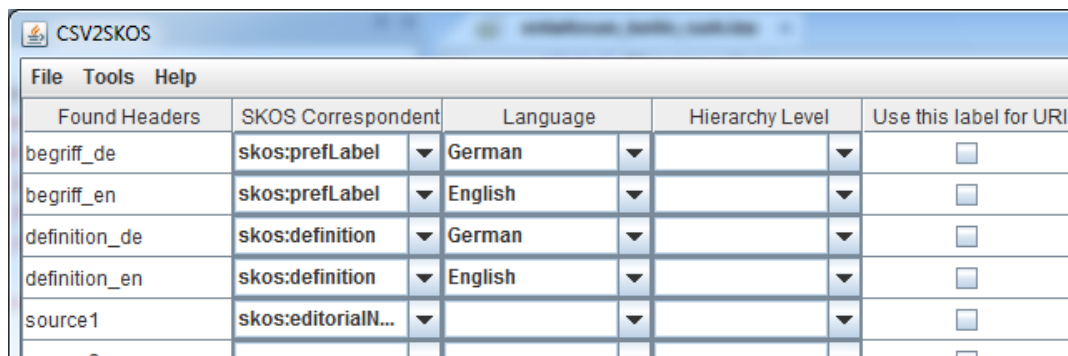 CSV2SKOS
File Tools Help
Found Headers SKOS Correspondent Language Hierarchy Level Use this label for URI
begriff_de skos:prefLabel German
begriff_en skos:prefLabel English
definition_de skos:definition German
definition_en skos:definition English
source1 skos:editorialN...